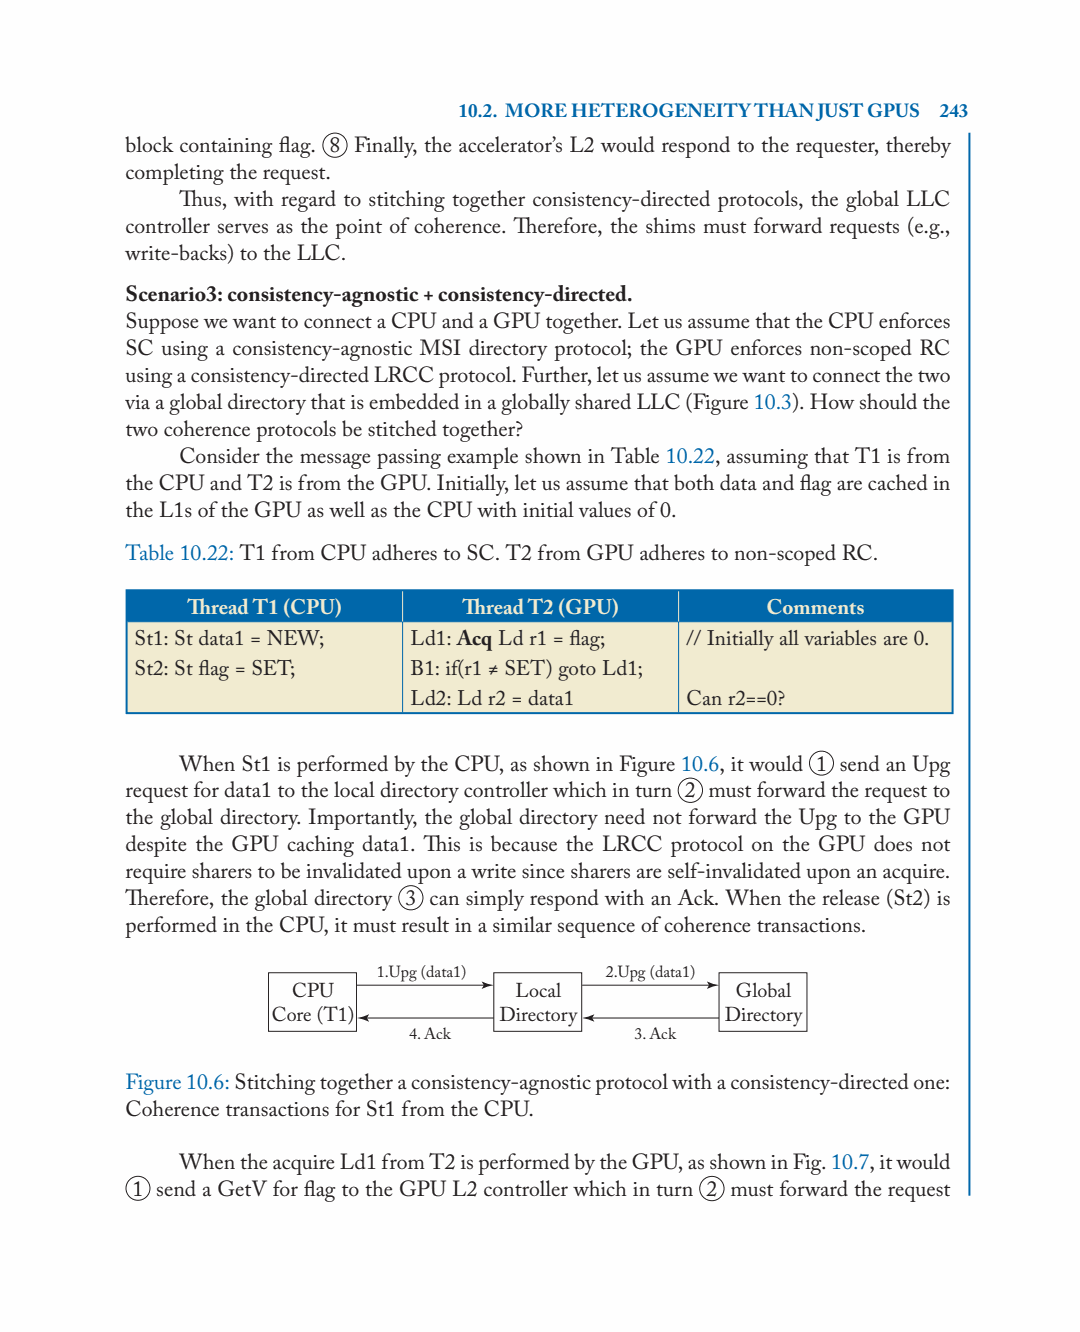 10.2. MORE HETEROGENEITY THAN JUST GPUS 243
block containing flag. ⑧ Finally, the accelerator's L2 would respond to the requester, thereby
completing the request.
Thus, with regard to stitching together consistency-directed protocols, the global LLC
controller serves as the point of coherence. Therefore, the shims must forward requests (e.g.,
write-backs) to the LLC.
Scenario3: consistency-agnostic + consistency-directed.
Suppose we want to connect a CPU and a GPU together. Let us assume that the CPU enforces
SC using a consistency-agnostic MSI directory protocol; the GPU enforces non-scoped RC
using a consistency-directed LRCC protocol. Further, let us assume we want to connect the two
via a global directory that is embedded in a globally shared LLC (Figure 10.3). How should the
two coherence protocols be stitched together?
Consider the message passing example shown in Table 10.22, assuming that T1 is from
the CPU and T2 is from the GPU. Initially, let us assume that both data and flag are cached in
the L1s of the GPU as well as the CPU with initial values of 0.
Table 10.22: T1 from CPU adheres to SC. T2 from GPU adheres to non-scoped RC.
Thread T1 (CPU) Thread T2 (GPU) Comments
St1: St data1 = NEW; Ld1: Acq Ld r1 = flag; // Initially all variables are 0.
St2: St flag = SET; B1: if(r1 ≠ SET) goto Ld1;
Ld2: Ld r2 = data1 Can r2==0?
When St1 is performed by the CPU, as shown in Figure 10.6, it would ① send an Upg
request for data1 to the local directory controller which in turn ② must forward the request to
the global directory. Importantly, the global directory need not forward the Upg to the GPU
despite the GPU caching data1. This is because the LRCC protocol on the GPU does not
require sharers to be invalidated upon a write since sharers are self-invalidated upon an acquire.
Therefore, the global directory ③ can simply respond with an Ack. When the release (St2) is
performed in the CPU, it must result in a similar sequence of coherence transactions.
1.Upg (data1) 2.Upg (data1)
CPU Local Global
Core (T1) Directory Directory
4. Ack 3. Ack
Figure 10.6: Stitching together a consistency-agnostic protocol with a consistency-directed one:
Coherence transactions for St1 from the CPU.
When the acquire Ld1 from T2 is performed by the GPU, as shown in Fig. 10.7, it would
① send a GetV for flag to the GPU L2 controller which in turn ② must forward the request